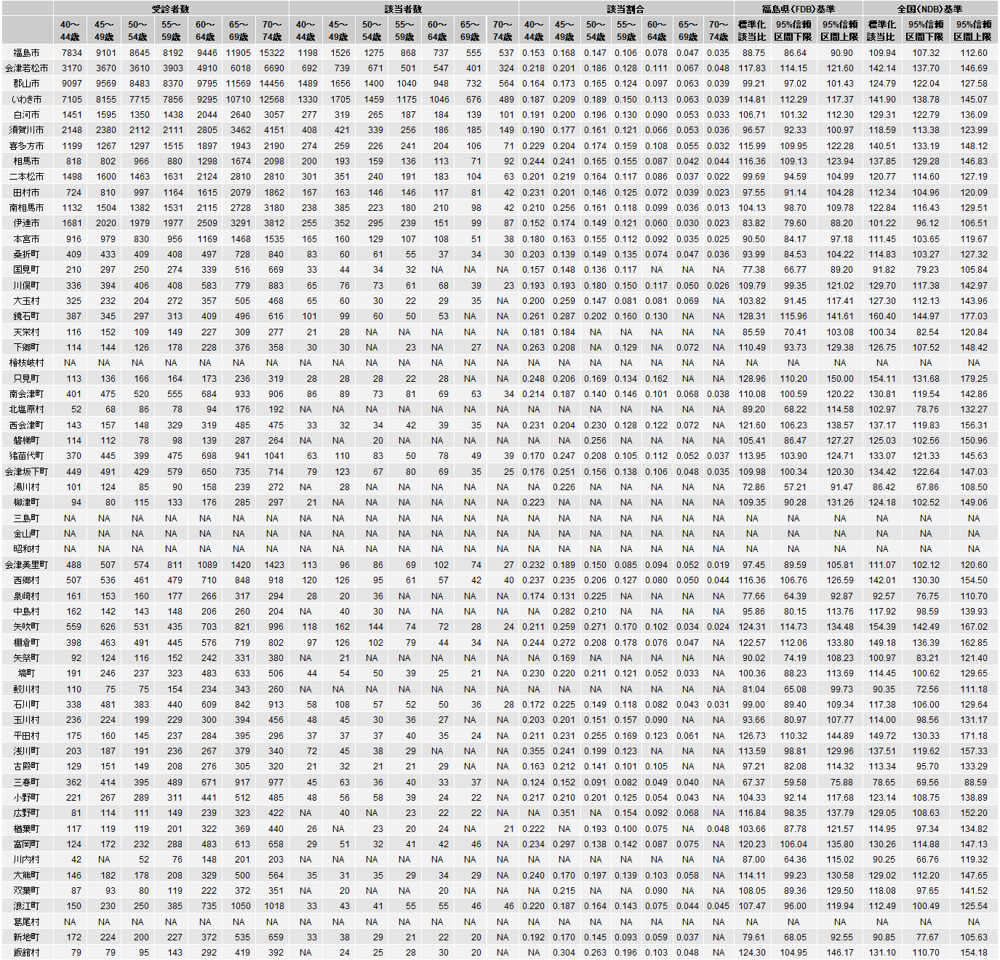 受診者数 該当者数 該当割合 福島県（FDB）基準 全国（NDB）基準
40～44歳 45～49歳 50～54歳 55～59歳 60～64歳 65～69歳 70～74歳 40～44歳 45～49歳 50～54歳 55～59歳 60～64歳 65～69歳 70～74歳 40～44歳 45～49歳 50～54歳 55～59歳 60～64歳 65～69歳 70～74歳 標準化該当比 95%信頼区間下限 95%信頼区間上限 標準化該当比 95%信頼区間下限 95%信頼区間上限
福島市 7834 9101 8645 8192 9446 11905 15322 1198 1526 1275 868 737 555 537 0.153 0.168 0.147 0.106 0.078 0.047 0.035 88.75 86.64 90.90 109.94 107.32 112.60
会津若松市 3170 3670 3610 3903 4910 6018 6690 692 739 671 501 547 401 324 0.218 0.201 0.186 0.128 0.111 0.067 0.048 117.83 114.15 121.60 142.14 137.70 146.69
郡山市 9097 9569 8483 8370 9795 11569 14456 1489 1656 1400 1040 948 732 564 0.164 0.173 0.165 0.124 0.097 0.063 0.039 99.21 97.02 101.43 124.79 122.04 127.58
いわき市 7105 8155 7715 7856 9295 10710 12568 1330 1705 1459 1175 1046 676 489 0.187 0.209 0.189 0.150 0.113 0.063 0.039 114.81 112.29 117.37 141.90 138.78 145.07
白河市 1451 1595 1350 1438 2044 2640 3057 277 319 265 187 184 139 101 0.191 0.200 0.196 0.130 0.090 0.053 0.033 106.71 101.32 112.30 129.31 122.79 136.09
須賀川市 2148 2380 2112 2111 2805 3462 4151 408 421 339 256 186 185 149 0.190 0.177 0.161 0.121 0.066 0.053 0.036 96.57 92.33 100.97 118.59 113.38 123.99
喜多方市 1199 1267 1297 1515 1897 1943 2190 274 259 226 241 204 106 71 0.229 0.204 0.174 0.159 0.108 0.055 0.032 115.99 109.95 122.28 140.51 133.19 148.12
相馬市 818 802 966 880 1298 1674 2098 200 193 159 136 113 71 92 0.244 0.241 0.165 0.155 0.087 0.042 0.044 116.36 109.13 123.94 137.85 129.28 146.83
二本松市 1498 1600 1463 1631 2124 2810 2810 301 351 240 191 183 104 63 0.201 0.219 0.164 0.117 0.086 0.037 0.022 99.69 94.59 104.99 120.77 114.60 127.19
田村市 724 810 997 1164 1615 2079 1862 167 163 146 146 117 81 42 0.231 0.201 0.146 0.125 0.072 0.039 0.023 97.55 91.14 104.28 112.34 104.96 120.09
南相馬市 1132 1504 1382 1531 2115 2728 3180 238 385 223 180 210 98 42 0.210 0.256 0.161 0.118 0.099 0.036 0.013 104.13 98.70 109.78 122.84 116.43 129.51
伊達市 1681 2020 1979 1977 2509 3291 3812 255 352 295 239 151 99 87 0.152 0.174 0.149 0.121 0.060 0.030 0.023 83.82 79.60 88.20 101.22 96.12 106.51
本宮市 916 979 830 956 1169 1468 1535 165 160 129 107 108 51 38 0.180 0.163 0.155 0.112 0.092 0.035 0.025 90.50 84.17 97.18 111.45 103.65 119.67
桑折町 409 433 409 408 497 728 840 83 60 61 55 37 34 30 0.203 0.139 0.149 0.135 0.074 0.047 0.036 93.99 84.53 104.22 114.83 103.27 127.32
国見町 210 297 250 274 339 516 669 33 44 34 32 NA NA NA 0.157 0.148 0.136 0.117 NA NA NA 77.38 66.77 89.20 91.82 79.23 105.84
川俣町 336 394 406 408 583 779 883 65 76 73 61 68 39 23 0.193 0.193 0.180 0.150 0.117 0.050 0.026 109.79 99.35 121.02 129.70 117.38 142.97
大玉村 325 232 204 272 357 505 468 65 60 30 22 29 35 NA 0.200 0.259 0.147 0.081 0.081 0.069 NA 103.82 91.45 117.41 127.30 112.13 143.96
鏡石町 387 345 297 313 409 496 616 101 99 60 50 53 NA NA 0.261 0.287 0.202 0.160 0.130 NA NA 128.31 115.96 141.61 160.40 144.97 177.03
天栄村 116 152 109 149 227 309 277 21 28 NA NA NA NA NA 0.181 0.184 NA NA NA NA NA 85.59 70.41 103.08 100.34 82.54 120.84
下郷町 114 144 126 178 228 376 358 30 30 NA 23 NA 27 NA 0.263 0.208 NA 0.129 NA 0.072 NA 110.49 93.73 129.38 126.75 107.52 148.42
檜枝岐村 NA NA NA NA NA NA NA NA NA NA NA NA NA NA NA NA NA NA NA NA NA NA NA NA NA NA NA
只見町 113 136 166 164 173 236 319 28 28 28 22 28 NA NA 0.248 0.206 0.169 0.134 0.162 NA NA 128.96 110.20 150.00 154.11 131.68 179.25
南会津町 401 475 520 555 684 933 906 86 89 73 81 69 63 34 0.214 0.187 0.140 0.146 0.101 0.068 0.038 110.08 100.59 120.22 130.81 119.54 142.86
北塩原村 52 68 86 78 94 176 192 NA NA NA NA NA NA NA NA NA NA NA NA NA NA 89.20 68.22 114.58 102.97 78.76 132.27
西会津町 143 157 148 329 319 485 475 33 32 34 42 39 35 NA 0.231 0.204 0.230 0.128 0.122 0.072 NA 121.60 106.23 138.57 137.17 119.83 156.31
磐梯町 114 112 78 98 139 287 264 NA NA 20 NA NA NA NA NA NA 0.256 NA NA NA NA 105.41 86.47 127.27 125.03 102.56 150.96
猪苗代町 370 445 399 475 698 941 1041 63 110 83 50 78 49 39 0.170 0.247 0.208 0.105 0.112 0.052 0.037 113.95 103.90 124.71 133.07 121.33 145.63
会津坂下町 449 491 429 579 650 735 714 79 123 67 80 69 35 25 0.176 0.251 0.156 0.138 0.106 0.048 0.035 109.98 100.34 120.30 134.42 122.64 147.03
湯川村 101 124 85 90 158 239 272 NA 28 NA NA NA NA NA NA 0.226 NA NA NA NA NA 72.86 57.21 91.47 86.42 67.86 108.50
柳津町 94 80 115 133 176 285 297 21 NA NA NA NA NA NA 0.223 NA NA NA NA NA NA 109.35 90.28 131.26 124.18 102.52 149.06
三島町 NA NA NA NA NA NA NA NA NA NA NA NA NA NA NA NA NA NA NA NA NA NA NA NA NA NA NA
金山町 NA NA NA NA NA NA NA NA NA NA NA NA NA NA NA NA NA NA NA NA NA NA NA NA NA NA NA
昭和村 NA NA NA NA NA NA NA NA NA NA NA NA NA NA NA NA NA NA NA NA NA NA NA NA NA NA NA
会津美里町 488 507 574 811 1089 1420 1423 113 96 86 69 102 74 27 0.232 0.189 0.150 0.085 0.094 0.052 0.019 97.45 89.59 105.81 111.07 102.12 120.60
西郷村 507 536 461 479 710 848 918 120 126 95 61 57 42 40 0.237 0.235 0.206 0.127 0.080 0.050 0.044 116.36 106.76 126.59 142.01 130.30 154.50
泉崎村 161 153 160 177 266 317 294 28 20 36 NA NA NA NA 0.174 0.131 0.225 NA NA NA NA 77.66 64.39 92.87 92.57 76.75 110.70
中島村 162 142 143 148 206 260 204 NA 40 30 NA NA NA NA NA 0.282 0.210 NA NA NA NA 95.86 80.15 113.76 117.92 98.59 139.93
矢吹町 559 626 531 435 703 821 996 118 162 144 74 72 28 24 0.211 0.259 0.271 0.170 0.102 0.034 0.024 124.31 114.73 134.48 154.39 142.49 167.02
棚倉町 398 463 491 445 576 719 802 97 126 102 79 44 34 NA 0.244 0.272 0.208 0.178 0.076 0.047 NA 122.57 112.06 133.80 149.18 136.39 162.85
矢祭町 92 124 116 152 242 331 380 NA 21 NA NA NA NA NA NA 0.169 NA NA NA NA NA 90.02 74.19 108.23 100.97 83.21 121.40
塙町 191 246 237 323 483 633 506 44 54 50 39 25 21 NA 0.230 0.220 0.211 0.121 0.052 0.033 NA 100.36 88.23 113.69 114.45 100.62 129.65
鮫川村 110 75 75 154 234 343 260 NA NA NA NA NA NA NA NA NA NA NA NA NA NA 81.04 65.08 99.73 90.35 72.56 111.18
石川町 338 481 383 440 609 842 913 58 108 57 52 50 36 28 0.172 0.225 0.149 0.118 0.082 0.043 0.031 99.00 89.40 109.34 117.38 106.00 129.64
玉川村 236 224 199 229 300 394 456 48 45 30 36 27 NA NA 0.203 0.201 0.151 0.157 0.090 NA NA 93.66 80.97 107.77 114.00 98.56 131.17
平田村 175 160 145 237 284 395 296 37 37 37 40 35 24 NA 0.211 0.231 0.255 0.169 0.123 0.061 NA 126.73 110.32 144.89 149.72 130.33 171.18
浅川町 203 187 191 236 267 379 340 72 45 38 29 NA NA NA 0.355 0.241 0.199 0.123 NA NA NA 113.59 98.81 129.96 137.51 119.62 157.33
古殿町 129 151 149 208 276 305 320 21 32 21 21 29 NA NA 0.163 0.212 0.141 0.101 0.105 NA NA 97.21 82.08 114.32 113.34 95.70 133.29
三春町 362 414 395 489 671 917 977 45 63 36 40 33 37 NA 0.124 0.152 0.091 0.082 0.049 0.040 NA 67.37 59.58 75.88 78.65 69.56 88.59
小野町 221 267 289 311 441 512 485 48 56 58 39 24 22 NA 0.217 0.210 0.201 0.125 0.054 0.043 NA 104.33 92.14 117.68 123.14 108.75 138.89
広野町 81 114 111 149 239 323 422 NA 40 NA 23 22 22 NA NA 0.351 NA 0.154 0.092 0.068 NA 116.84 98.35 137.79 129.05 108.63 152.20
楢葉町 117 119 119 201 322 369 440 26 NA 23 20 24 NA 21 0.222 NA 0.193 0.100 0.075 NA 0.048 103.66 87.78 121.57 114.95 97.34 134.82
富岡町 124 172 232 288 483 613 658 29 51 32 41 42 46 NA 0.234 0.297 0.138 0.142 0.087 0.075 NA 120.23 106.04 135.80 130.26 114.88 147.13
川内村 42 NA 52 76 148 201 203 NA NA NA NA NA NA NA NA NA NA NA NA NA NA 87.00 64.36 115.02 90.25 66.76 119.32
大熊町 146 182 178 208 329 500 564 35 31 35 29 34 29 NA 0.240 0.170 0.197 0.139 0.103 0.058 NA 114.11 99.23 130.58 129.02 112.20 147.65
双葉町 87 93 80 119 222 372 351 NA 20 NA NA 20 NA NA NA 0.215 NA NA 0.090 NA NA 108.05 89.36 129.50 118.08 97.65 141.52
浪江町 150 230 250 385 735 1050 1018 33 43 41 55 55 46 46 0.220 0.187 0.164 0.143 0.075 0.044 0.045 107.47 96.00 119.94 112.49 100.49 125.54
葛尾村 NA NA NA NA NA NA NA NA NA NA NA NA NA NA NA NA NA NA NA NA NA NA NA NA NA NA NA
新地町 172 224 200 227 372 535 659 33 38 29 21 22 20 NA 0.192 0.170 0.145 0.093 0.059 0.037 NA 79.61 68.05 92.55 90.85 77.67 105.63
飯舘村 79 79 95 143 292 419 392 NA 24 25 28 30 20 NA NA 0.304 0.263 0.196 0.103 0.048 NA 124.30 104.95 146.17 131.10 110.70 154.18